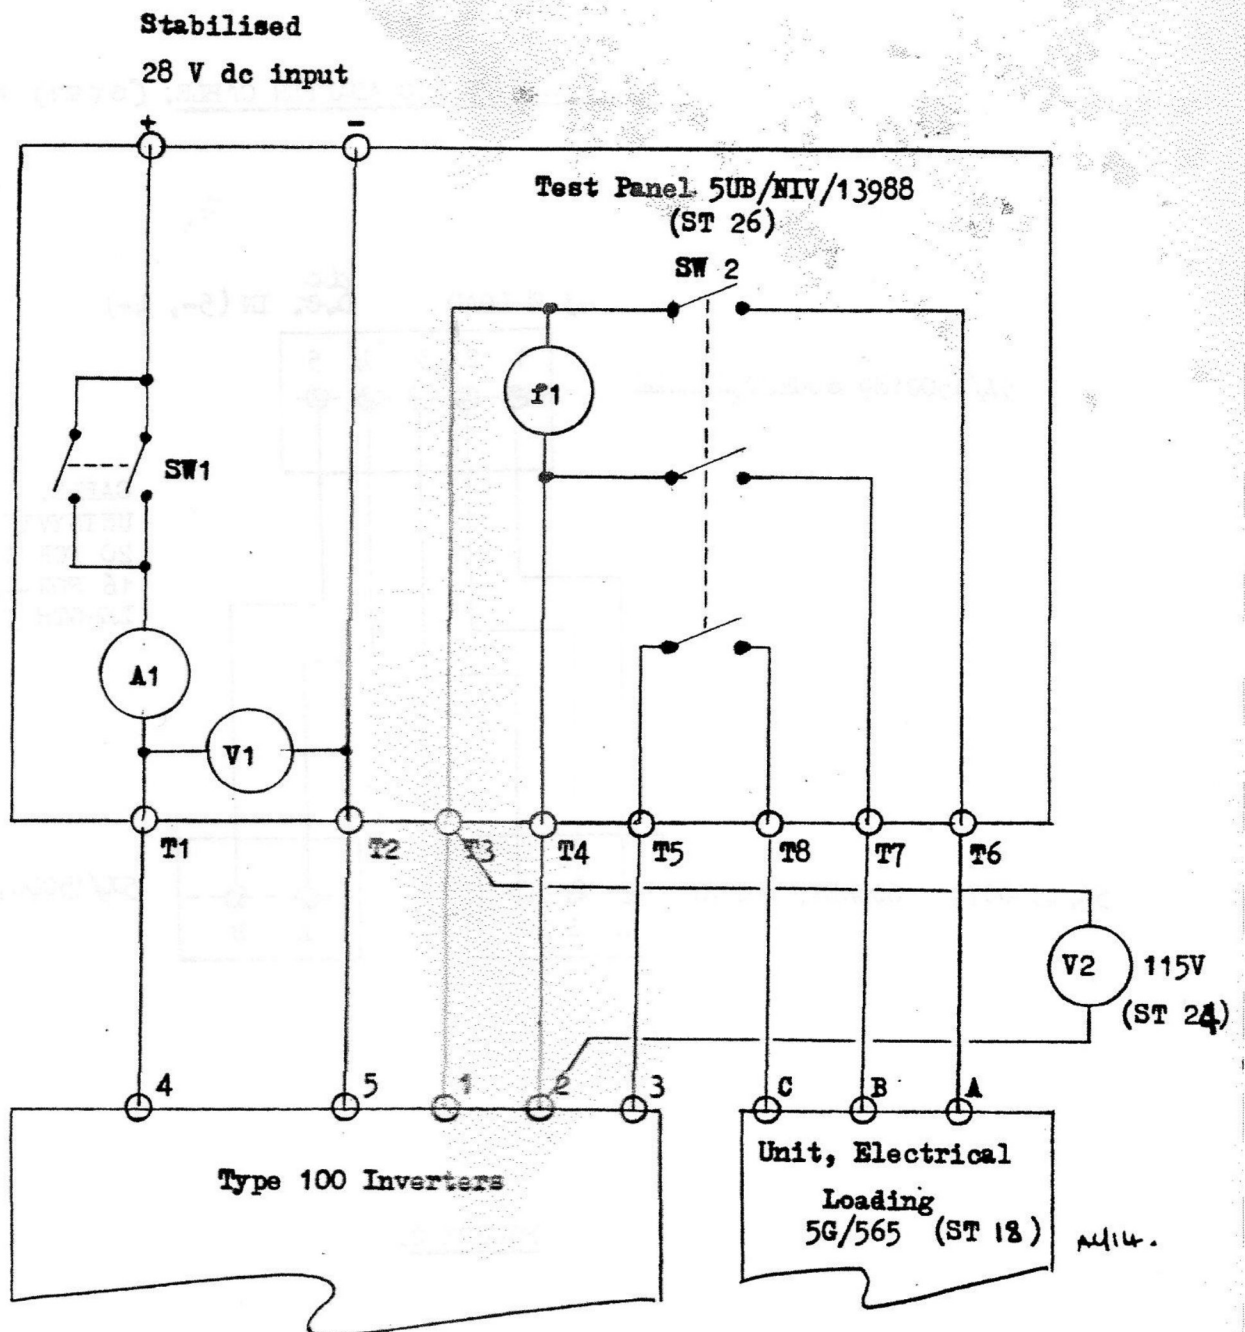 Stabilised
28 V dc input
+ -
Test Panel 5UB/NIV/13988
(ST 26)
SW 2
f1
SW1
A1
V1
T1 T2 T3 T4 T5 T8 T7 T6
V2 115V
(ST 24)
4 5 1 2 3 C B A
Type 100 Inverters
Unit, Electrical
Loading
5G/565 (ST 18)